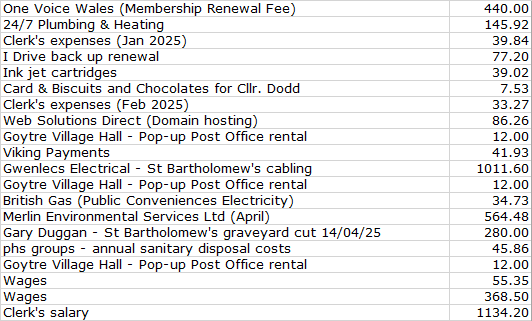 One Voice Wales (Membership Renewal Fee) 440.00
24/7 Plumbing & Heating 145.92
Clerk's expenses (Jan 2025) 39.84
I Drive back up renewal 77.20
Ink jet cartridges 39.02
Card & Biscuits and Chocolates for Cllr. Dodd 7.53
Clerk's expenses (Feb 2025) 33.27
Web Solutions Direct (Domain hosting) 86.26
Goytre Village Hall - Pop-up Post Office rental 12.00
Viking Payments 41.93
Gwenlecs Electrical - St Bartholomew's cabling 1011.60
Goytre Village Hall - Pop-up Post Office rental 12.00
British Gas (Public Conveniences Electricity) 34.73
Merlin Environmental Services Ltd (April) 564.48
Gary Duggan - St Bartholomew's graveyard cut 14/04/25 280.00
phs groups - annual sanitary disposal costs 45.86
Goytre Village Hall - Pop-up Post Office rental 12.00
Wages 55.35
Wages 368.50
Clerk's salary 1134.20